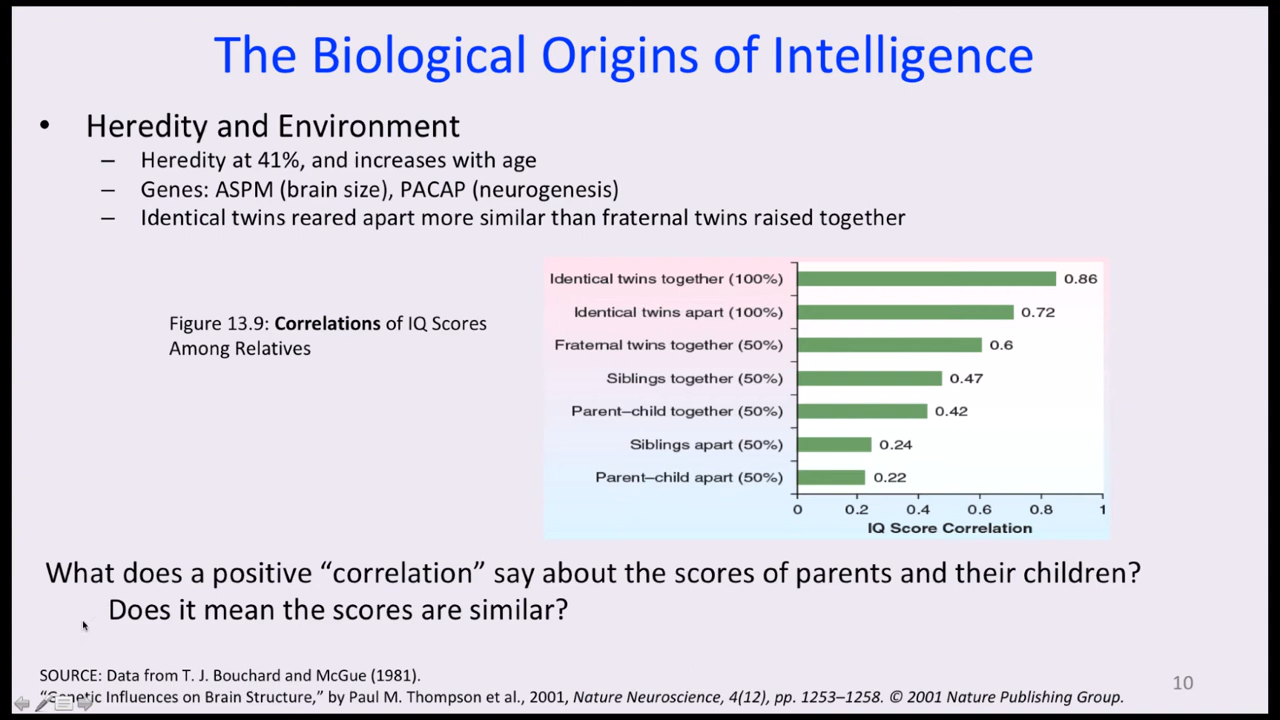 The Biological Origins of Intelligence
• Heredity and Environment
– Heredity at 41%, and increases with age
– Genes: ASPM (brain size), PACAP (neurogenesis)
– Identical twins reared apart more similar than fraternal twins raised together
Figure 13.9: Correlations of IQ Scores
Among Relatives
Identical twins together (100%) 0.86
Identical twins apart (100%) 0.72
Fraternal twins together (50%) 0.6
Siblings together (50%) 0.47
Parent–child together (50%) 0.42
Siblings apart (50%) 0.24
Parent–child apart (50%) 0.22
0 0.2 0.4 0.6 0.8 1
IQ Score Correlation
What does a positive “correlation” say about the scores of parents and their children?
Does it mean the scores are similar?
SOURCE: Data from T. J. Bouchard and McGue (1981).
“Genetic Influences on Brain Structure,” by Paul M. Thompson et al., 2001, Nature Neuroscience, 4(12), pp. 1253–1258. © 2001 Nature Publishing Group.
10